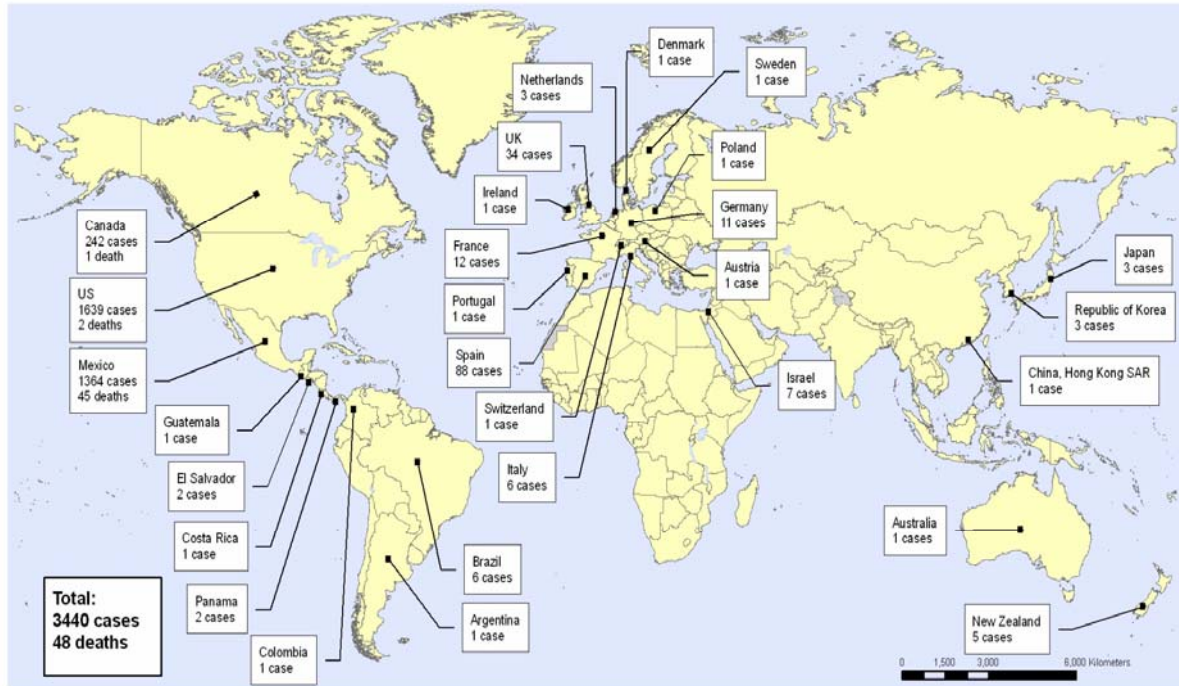 Denmark
1 case
Sweden
1 case
Netherlands
3 cases
UK
34 cases
Poland
1 case
Ireland
1 case
Germany
11 cases
Canada
242 cases
1 death
France
12 cases
Austria
1 case
Japan
3 cases
US
1639 cases
2 deaths
Portugal
1 case
Republic of Korea
3 cases
Mexico
1364 cases
45 deaths
Spain
88 cases
Israel
7 cases
China, Hong Kong SAR
1 case
Guatemala
1 case
Switzerland
1 case
El Salvador
2 cases
Italy
6 cases
Costa Rica
1 case
Brazil
6 cases
Australia
1 cases
Panama
2 cases
Argentina
1 case
New Zealand
5 cases
Colombia
1 case
Total:
3440 cases
48 deaths
0 1,500 3,000 6,000 Kilometers